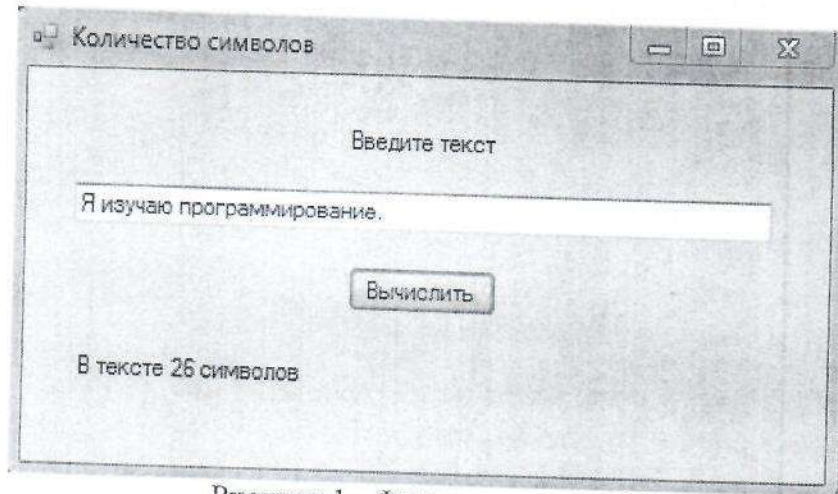 Количество символов
Введите текст
Я изучаю программирование.
Вычислить
В тексте 26 символов